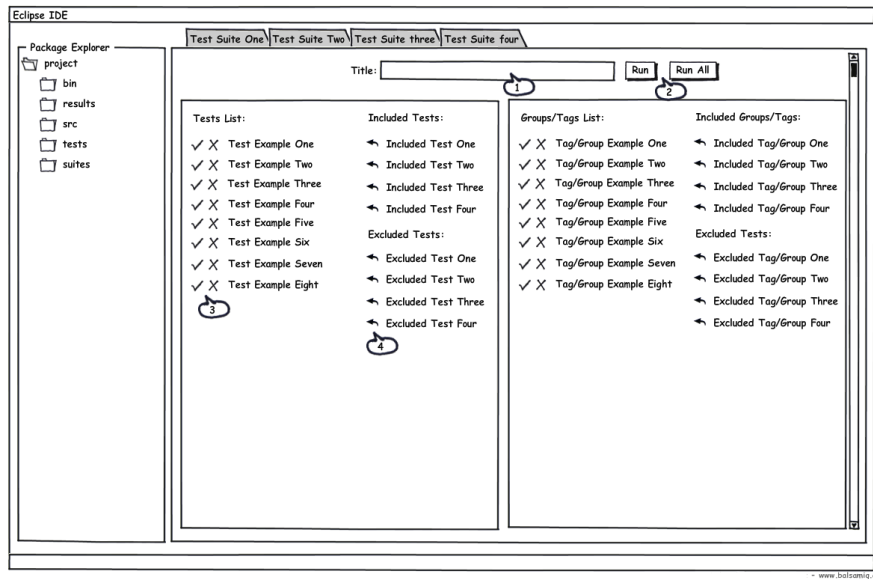 Eclipse IDE
Package Explorer
project
bin
results
src
tests
suites
Test Suite One Test Suite Two Test Suite three Test Suite four
Title: Run Run All
1
2
Tests List:
X Test Example One
X Test Example Two
X Test Example Three
X Test Example Four
X Test Example Five
X Test Example Six
X Test Example Seven
X Test Example Eight
3
Included Tests:
Included Test One
Included Test Two
Included Test Three
Included Test Four
Excluded Tests:
Excluded Test One
Excluded Test Two
Excluded Test Three
Excluded Test Four
4
Groups/Tags List:
X Tag/Group Example One
X Tag/Group Example Two
X Tag/Group Example Three
X Tag/Group Example Four
X Tag/Group Example Five
X Tag/Group Example Six
X Tag/Group Example Seven
X Tag/Group Example Eight
Included Groups/Tags:
Included Tag/Group One
Included Tag/Group Two
Included Tag/Group Three
Included Tag/Group Four
Excluded Tests:
Excluded Tag/Group One
Excluded Tag/Group Two
Excluded Tag/Group Three
Excluded Tag/Group Four
- www.balsamiq.